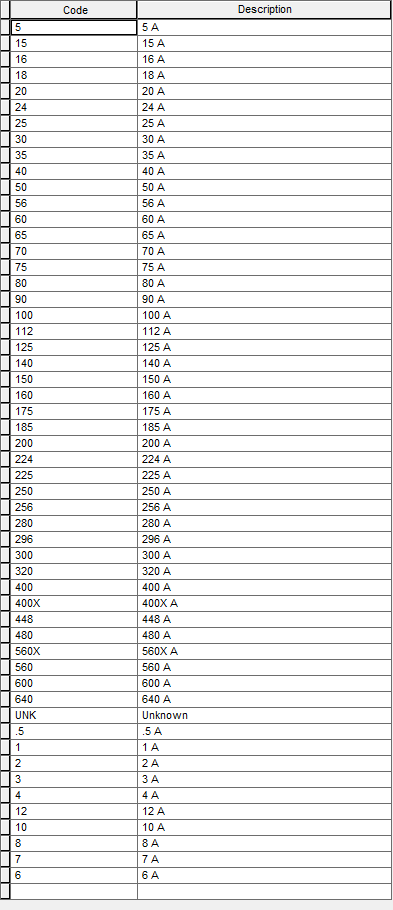 Code Description
5 5 A
15 15 A
16 16 A
18 18 A
20 20 A
24 24 A
25 25 A
30 30 A
35 35 A
40 40 A
50 50 A
56 56 A
60 60 A
65 65 A
70 70 A
75 75 A
80 80 A
90 90 A
100 100 A
112 112 A
125 125 A
140 140 A
150 150 A
160 160 A
175 175 A
185 185 A
200 200 A
224 224 A
225 225 A
250 250 A
256 256 A
280 280 A
296 296 A
300 300 A
320 320 A
400 400 A
400X 400X A
448 448 A
480 480 A
560X 560X A
560 560 A
600 600 A
640 640 A
UNK Unknown
.5 .5 A
1 1 A
2 2 A
3 3 A
4 4 A
12 12 A
10 10 A
8 8 A
7 7 A
6 6 A